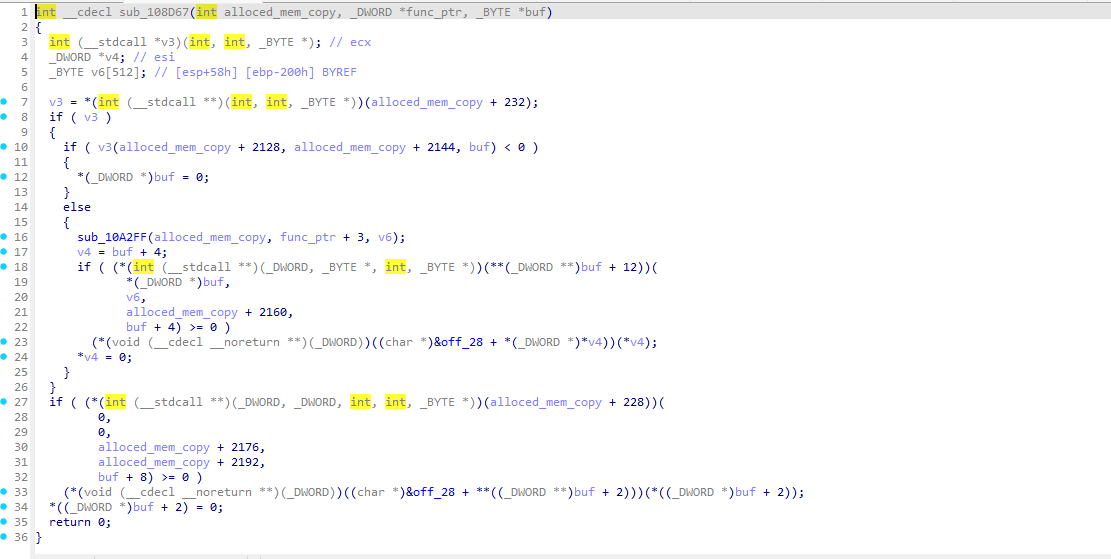 1 int __cdecl sub_108D67(int alloced_mem_copy, _DWORD *func_ptr, _BYTE *buf)
2 {
3 int (__stdcall *v3)(int, int, _BYTE *); // ecx
4 _DWORD *v4; // esi
5 _BYTE v6[512]; // [esp+58h] [ebp-200h] BYREF
6
7 v3 = *(int (__stdcall **)(int, int, _BYTE *))(alloced_mem_copy + 232);
8 if ( v3 )
9 {
10 if ( v3(alloced_mem_copy + 2128, alloced_mem_copy + 2144, buf) < 0 )
11 {
12 *(_DWORD *)buf = 0;
13 }
14 else
15 {
16 sub_10A2FF(alloced_mem_copy, func_ptr + 3, v6);
17 v4 = buf + 4;
18 if ( (*(int (__stdcall **)(_DWORD, _BYTE *, int, _BYTE *))(**(_DWORD **)buf + 12))(
19 *(_DWORD *)buf,
20 v6,
21 alloced_mem_copy + 2160,
22 buf + 4) >= 0 )
23 (*(void (__cdecl __noreturn **)(_DWORD))((char *)&off_28 + *(_DWORD *)*v4))(*v4);
24 *v4 = 0;
25 }
26 }
27 if ( (*(int (__stdcall **)(_DWORD, _DWORD, int, int, _BYTE *))(alloced_mem_copy + 228))(
28 0,
29 0,
30 alloced_mem_copy + 2176,
31 alloced_mem_copy + 2192,
32 buf + 8) >= 0 )
33 (*(void (__cdecl __noreturn **)(_DWORD))((char *)&off_28 + **((_DWORD **)buf + 2)))(*((_DWORD *)buf + 2));
34 *((_DWORD *)buf + 2) = 0;
35 return 0;
36 }